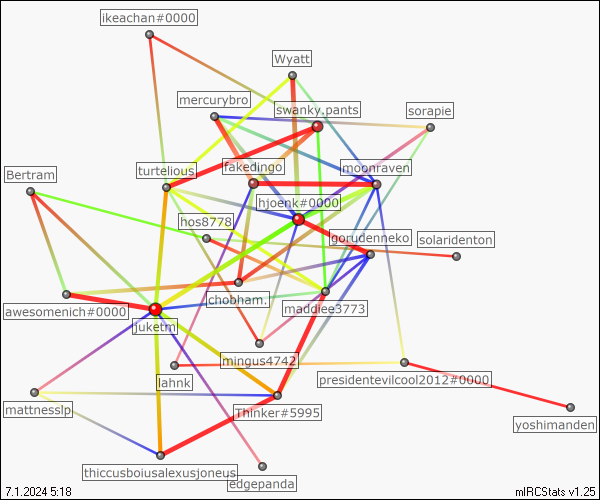 ikeachan#0000
Wyatt
mercurybro
swanky.pants
sorapie
Bertram
turtelious
fakedingo
moonraven
hjoenk#0000
hos8778
gorudenneko
solaridenton
awesomenich#0000
chobham.
maddiee3773
juketm
mingus4742
lahnk
presidentevilcool2012#0000
mattnesslp
Thinker#5995
yoshimanden
thiccusboiusalexusjoneus
edgepanda
7.1.2024 5:18
mIRCStats v1.25